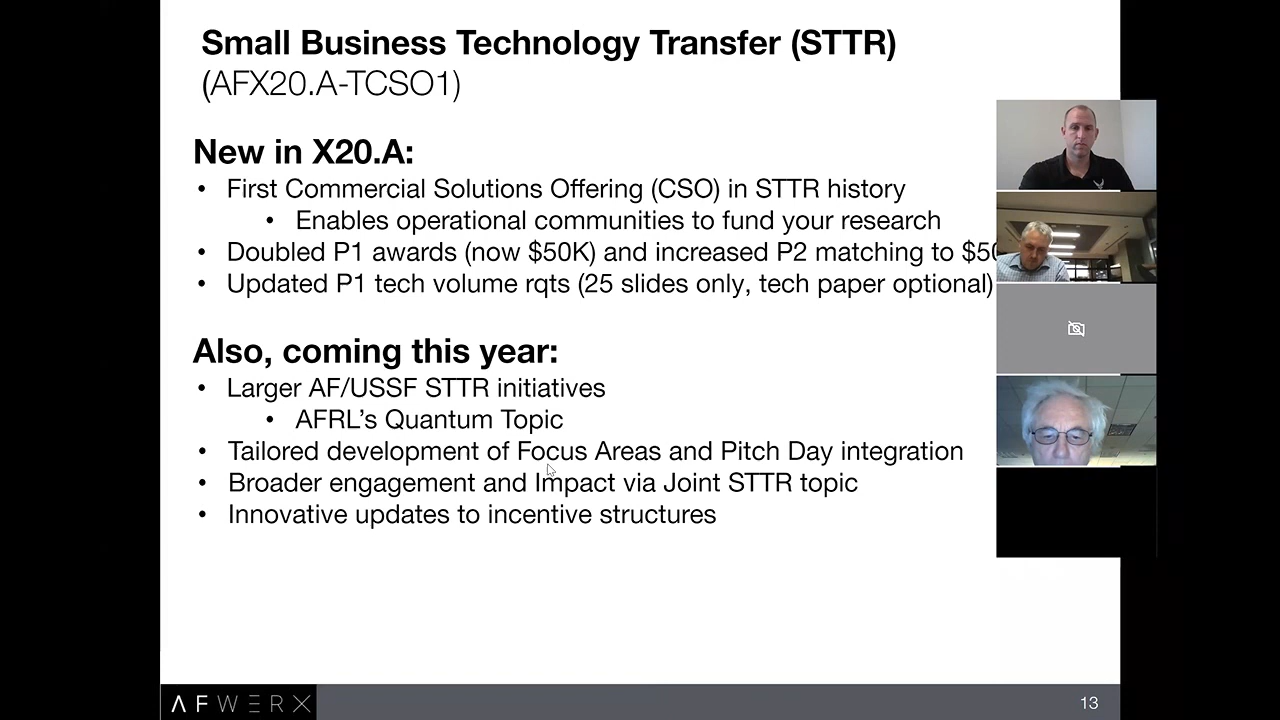 Small Business Technology Transfer (STTR)
(AFX20.A-TCSO1)
New in X20.A:
• First Commercial Solutions Offering (CSO) in STTR history
• Enables operational communities to fund your research
• Doubled P1 awards (now $50K) and increased P2 matching to
• Updated P1 tech volume rqts (25 slides only, tech paper optional)
Also, coming this year:
• Larger AF/USSF STTR initiatives
• AFRL’s Quantum Topic
• Tailored development of Focus Areas and Pitch Day integration
• Broader engagement and Impact via Joint STTR topic
• Innovative updates to incentive structures
AFWERX
13